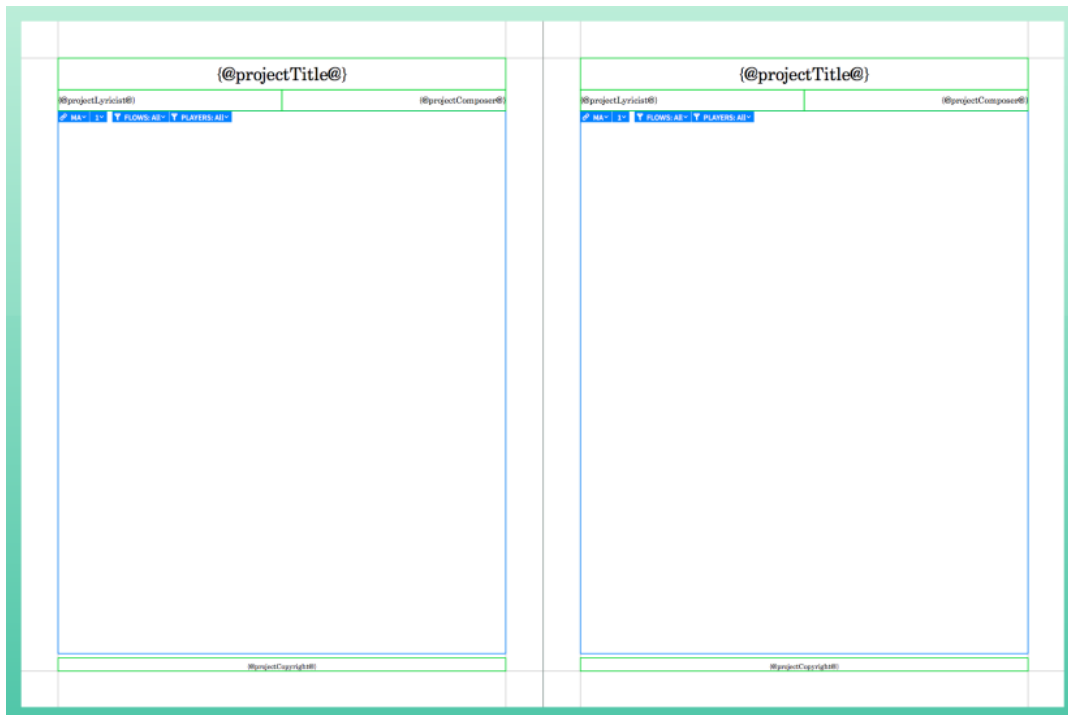 {@projectTitle@}
{@projectLyricist@} {@projectComposer@}
MA 1 FLOWS: All PLAYERS: All
{@projectCopyright@}
{@projectTitle@}
{@projectLyricist@} {@projectComposer@}
MA 1 FLOWS: All PLAYERS: All
{@projectCopyright@}